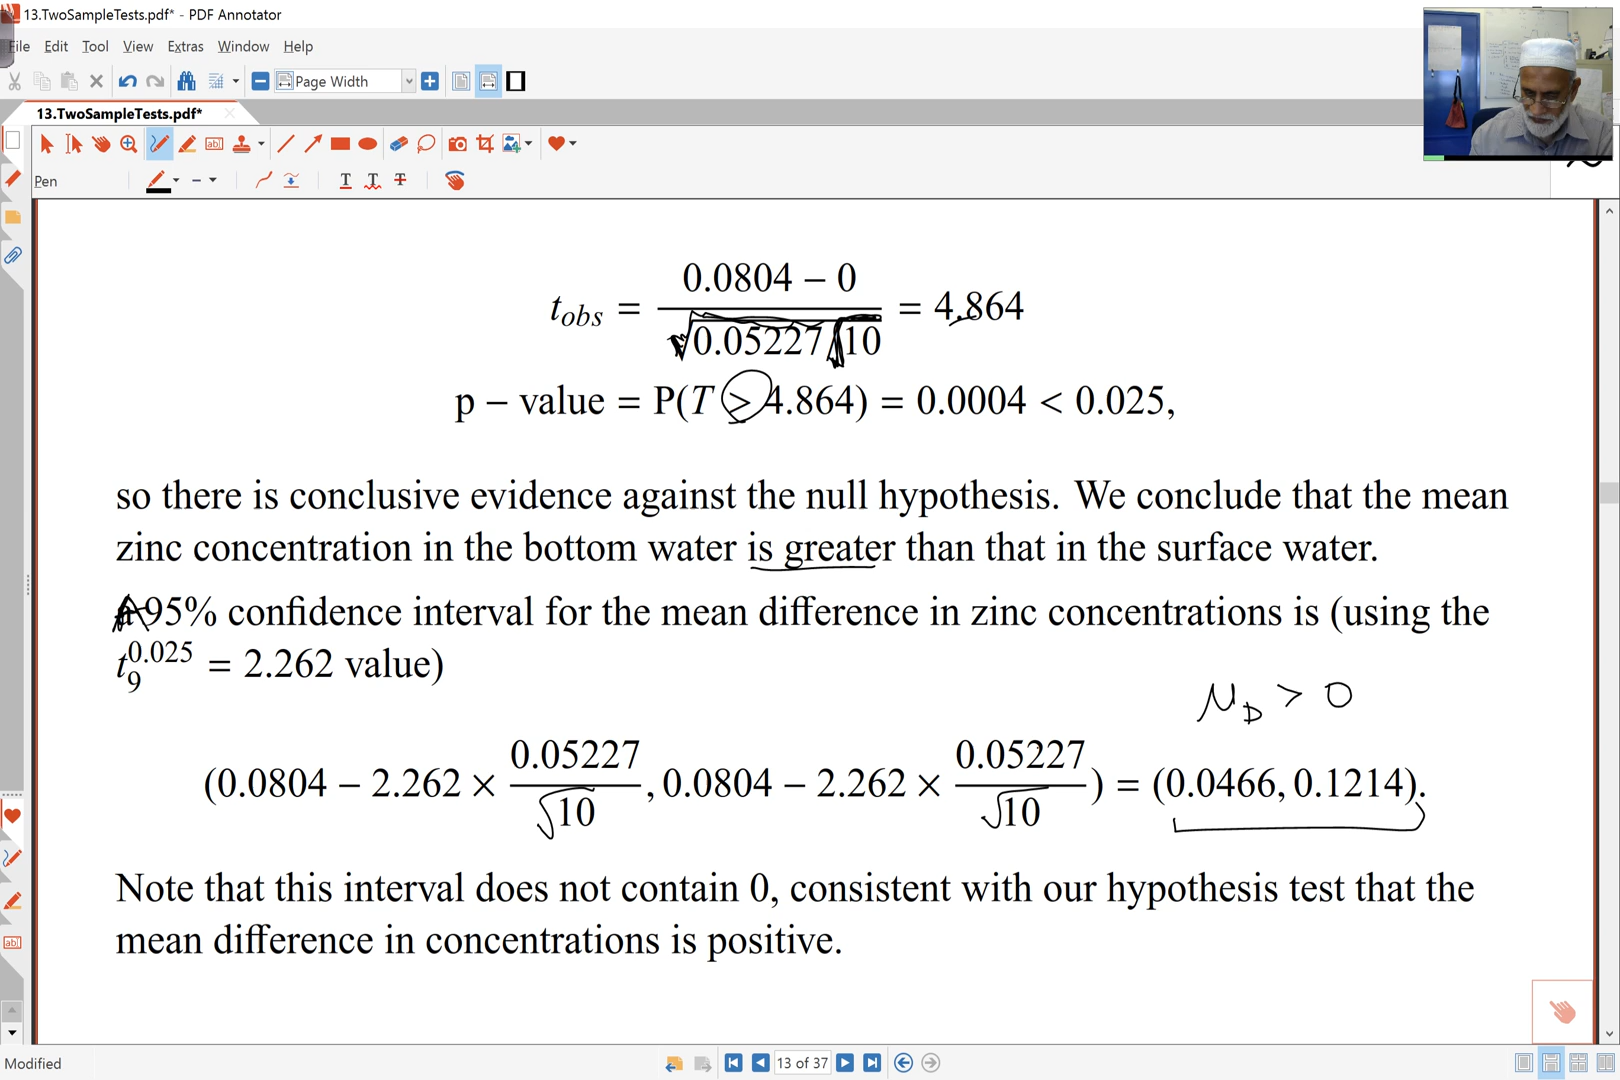 13.TwoSampleTests.pdf* - PDF Annotator
File Edit Tool View Extras Window Help
Page Width
13.TwoSampleTests.pdf*
ab|
Pen
T T T
t_obs = (0.0804 − 0) / (√0.05227/√10) = 4.864
p − value = P(T > 4.864) = 0.0004 < 0.025,
so there is conclusive evidence against the null hypothesis. We conclude that the mean
zinc concentration in the bottom water is greater than that in the surface water.
A 95% confidence interval for the mean difference in zinc concentrations is (using the
t_9^0.025 = 2.262 value)
μ_D > 0
(0.0804 − 2.262 × 0.05227/√10, 0.0804 − 2.262 × 0.05227/√10) = (0.0466, 0.1214).
Note that this interval does not contain 0, consistent with our hypothesis test that the
mean difference in concentrations is positive.
ab|
Modified
13 of 37